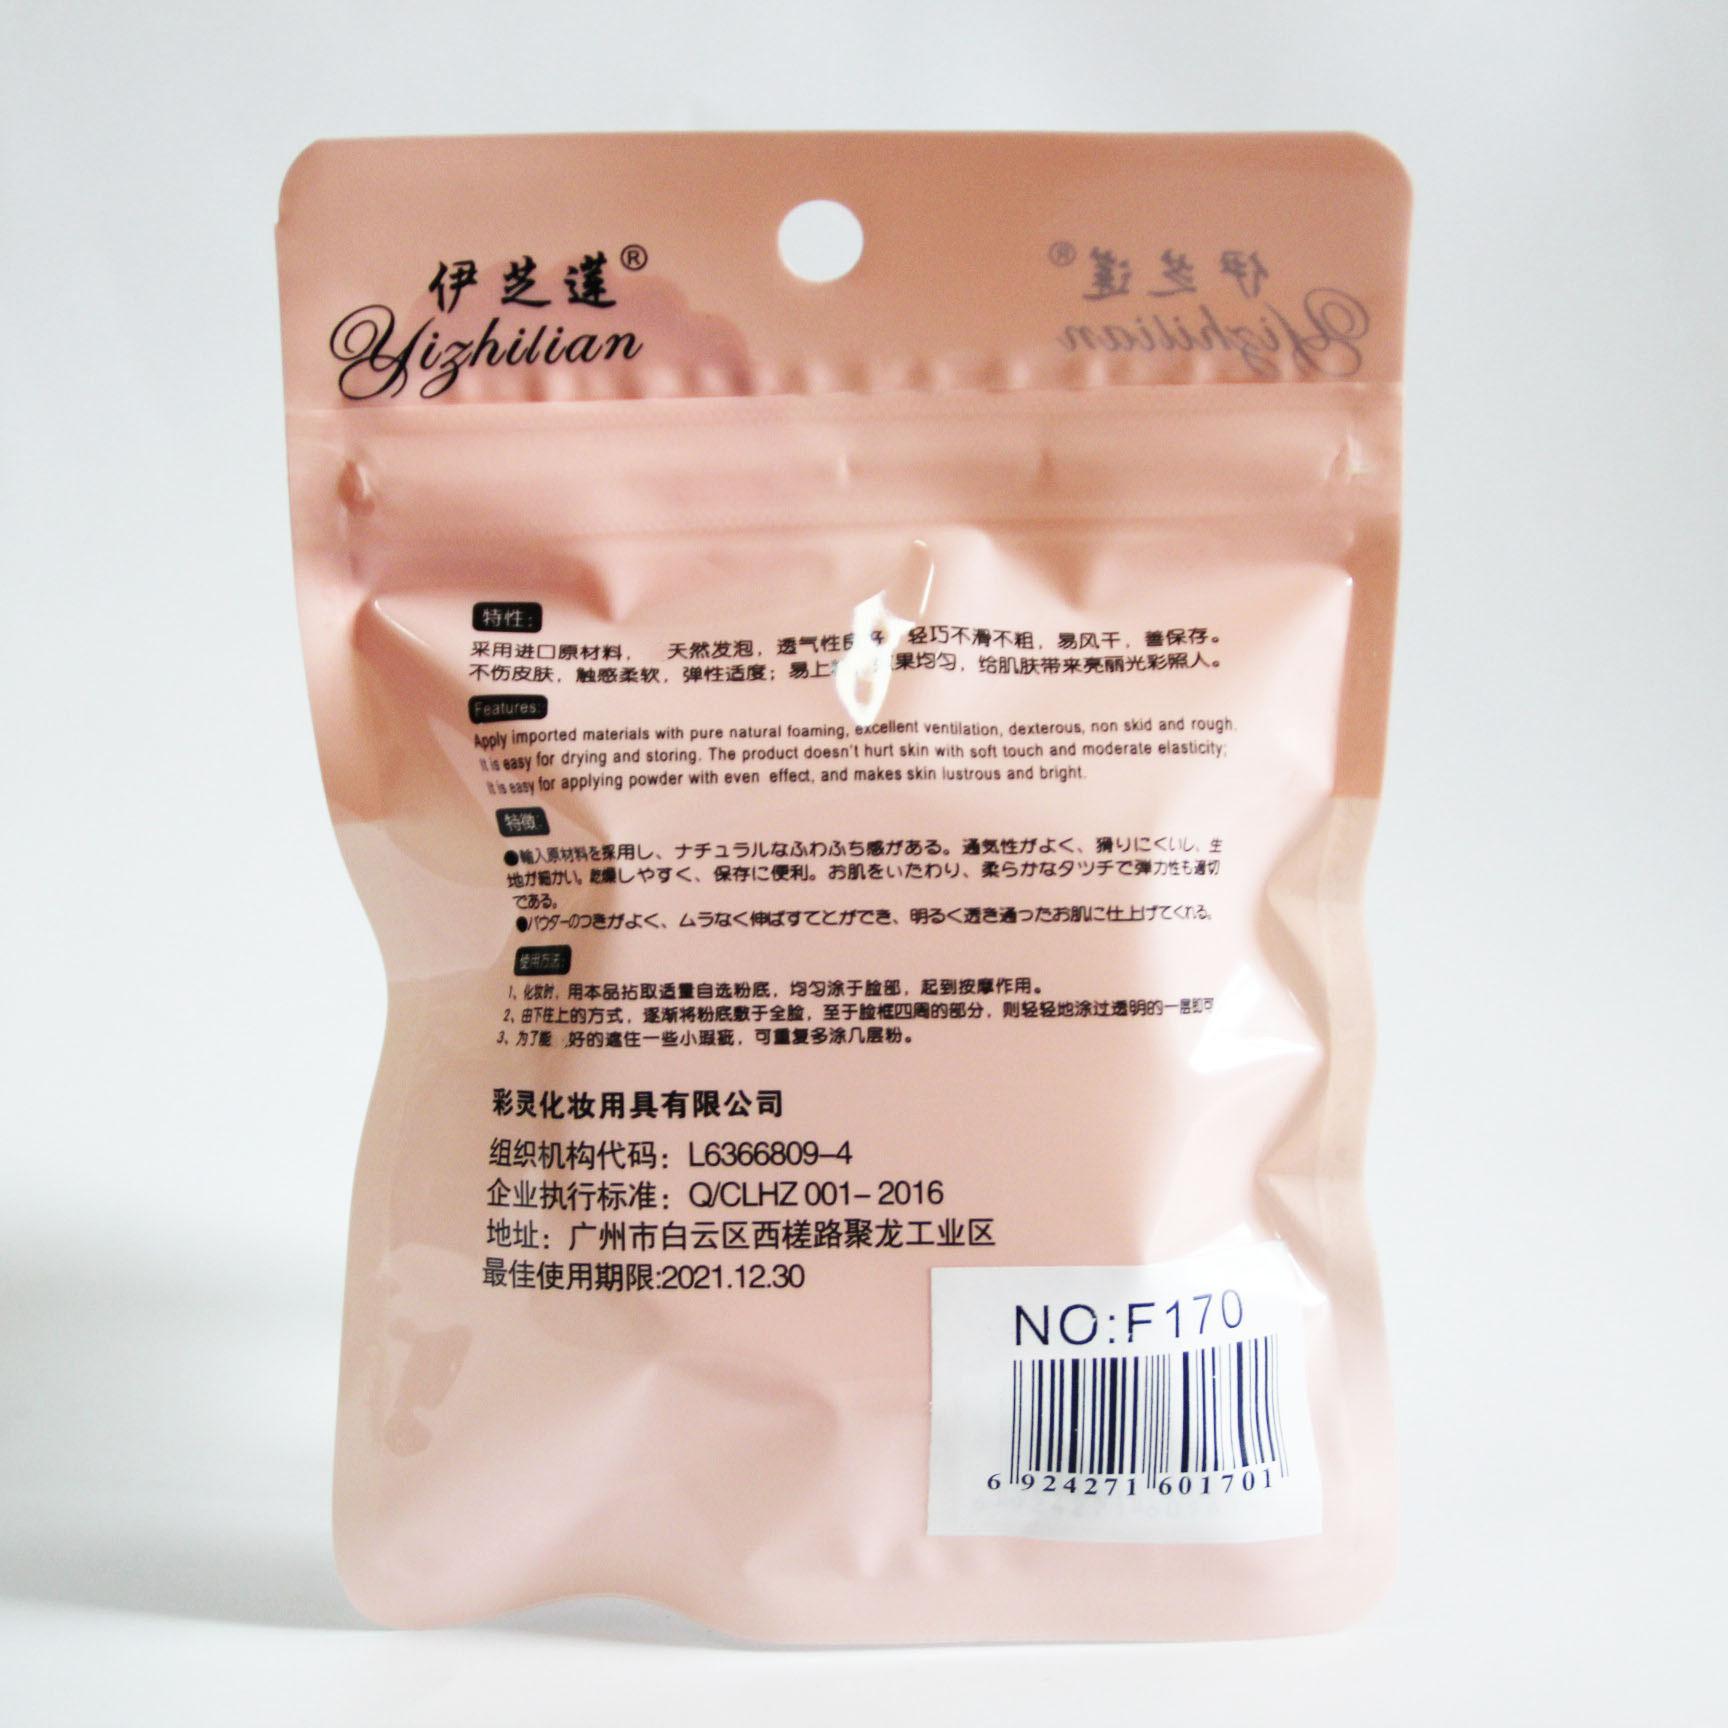 伊芝莲®
Yizhilian
特性:
采用进口原材料, 天然发泡, 透气性良好 轻巧不滑不粗, 易风干, 善保存。
不伤皮肤, 触感柔软, 弹性适度; 易上 果均匀, 给肌肤带来亮丽光彩照人。
Features:
Apply imported materials with pure natural foaming, excellent ventilation, dexterous, non skid and rough.
It is easy for drying and storing. The product doesn't hurt skin with soft touch and moderate elasticity;
It is easy for applying powder with even effect, and makes skin lustrous and bright.
特徴:
●輸入原材料を採用し、ナチュラルなふわふち感がある。通気性がよく、猾りにくいし、生
地が細かい。乾燥しやすく、保存に便利。お肌をいたわり、柔らかなタツチで弾力性も適切
である。
●パウターのつきがよく、ムラなく伸ばすてとができ、明るく透き通ったお肌に仕上げてくれる。
使用方法:
1、化妆时, 用本品拈取适量自选粉底, 均匀涂于脸部, 起到按摩作用。
2、由下往上的方式, 逐渐将粉底敷于全脸, 至于脸框四周的部分, 则轻轻地涂过透明的一层即可
3、为了能 好的遮住一些小瑕疵, 可重复多涂几层粉。
彩灵化妆用具有限公司
组织机构代码: L6366809-4
企业执行标准: Q/CLHZ 001-2016
地址: 广州市白云区西槎路聚龙工业区
最佳使用期限:2021.12.30
NO:F170
6 924271 601701